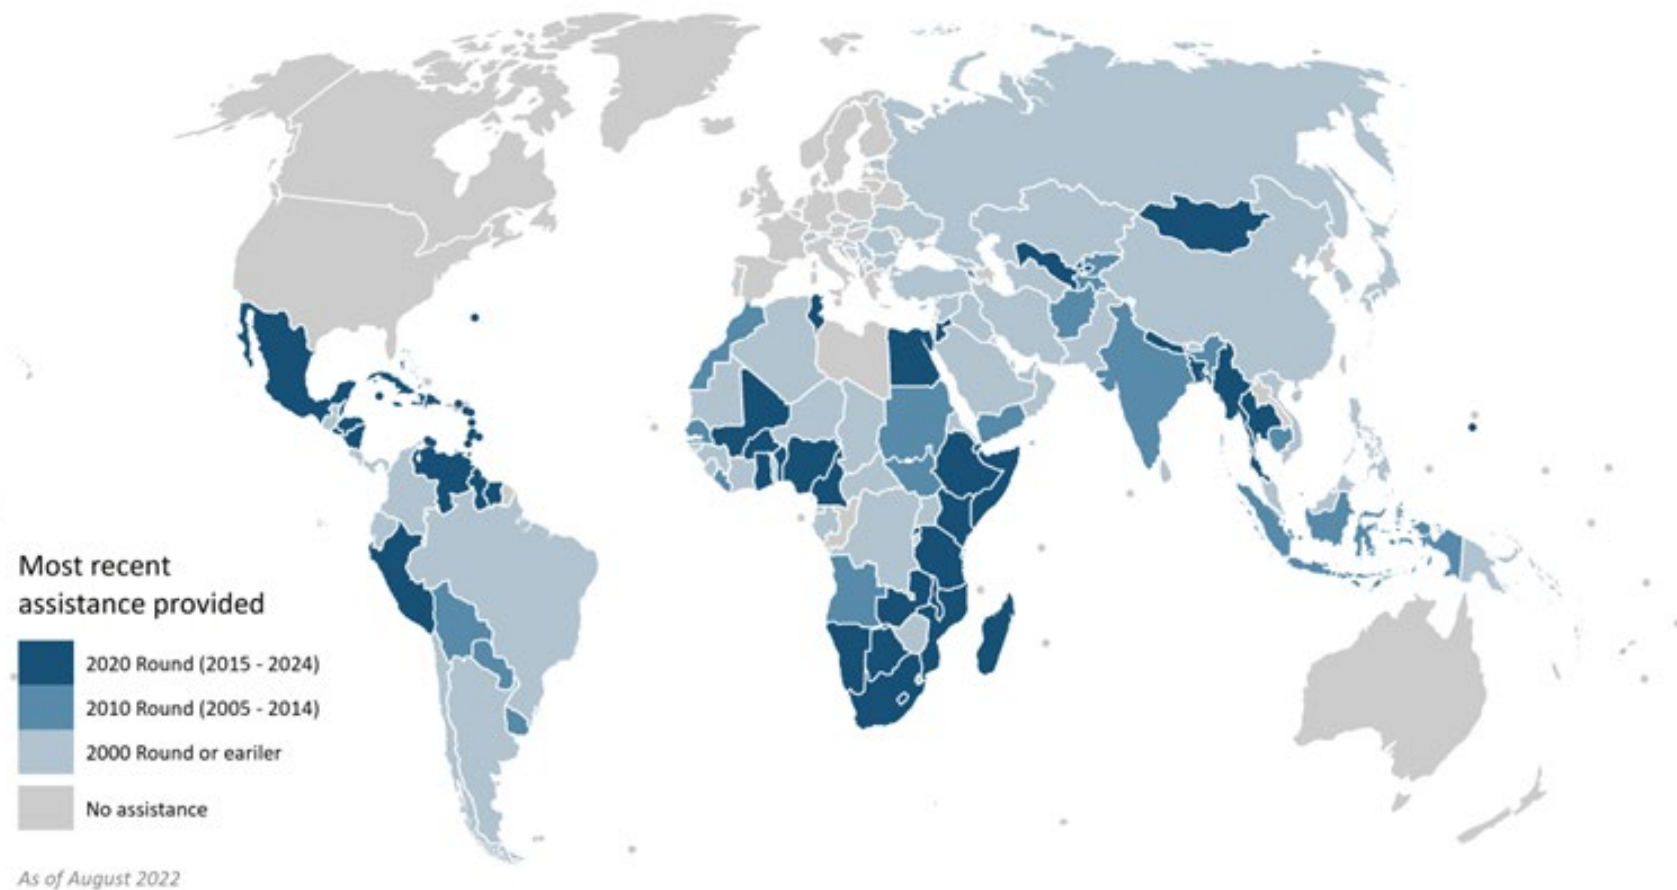 Most recent
assistance provided
2020 Round (2015 - 2024)
2010 Round (2005 - 2014)
2000 Round or eariler
No assistance
As of August 2022